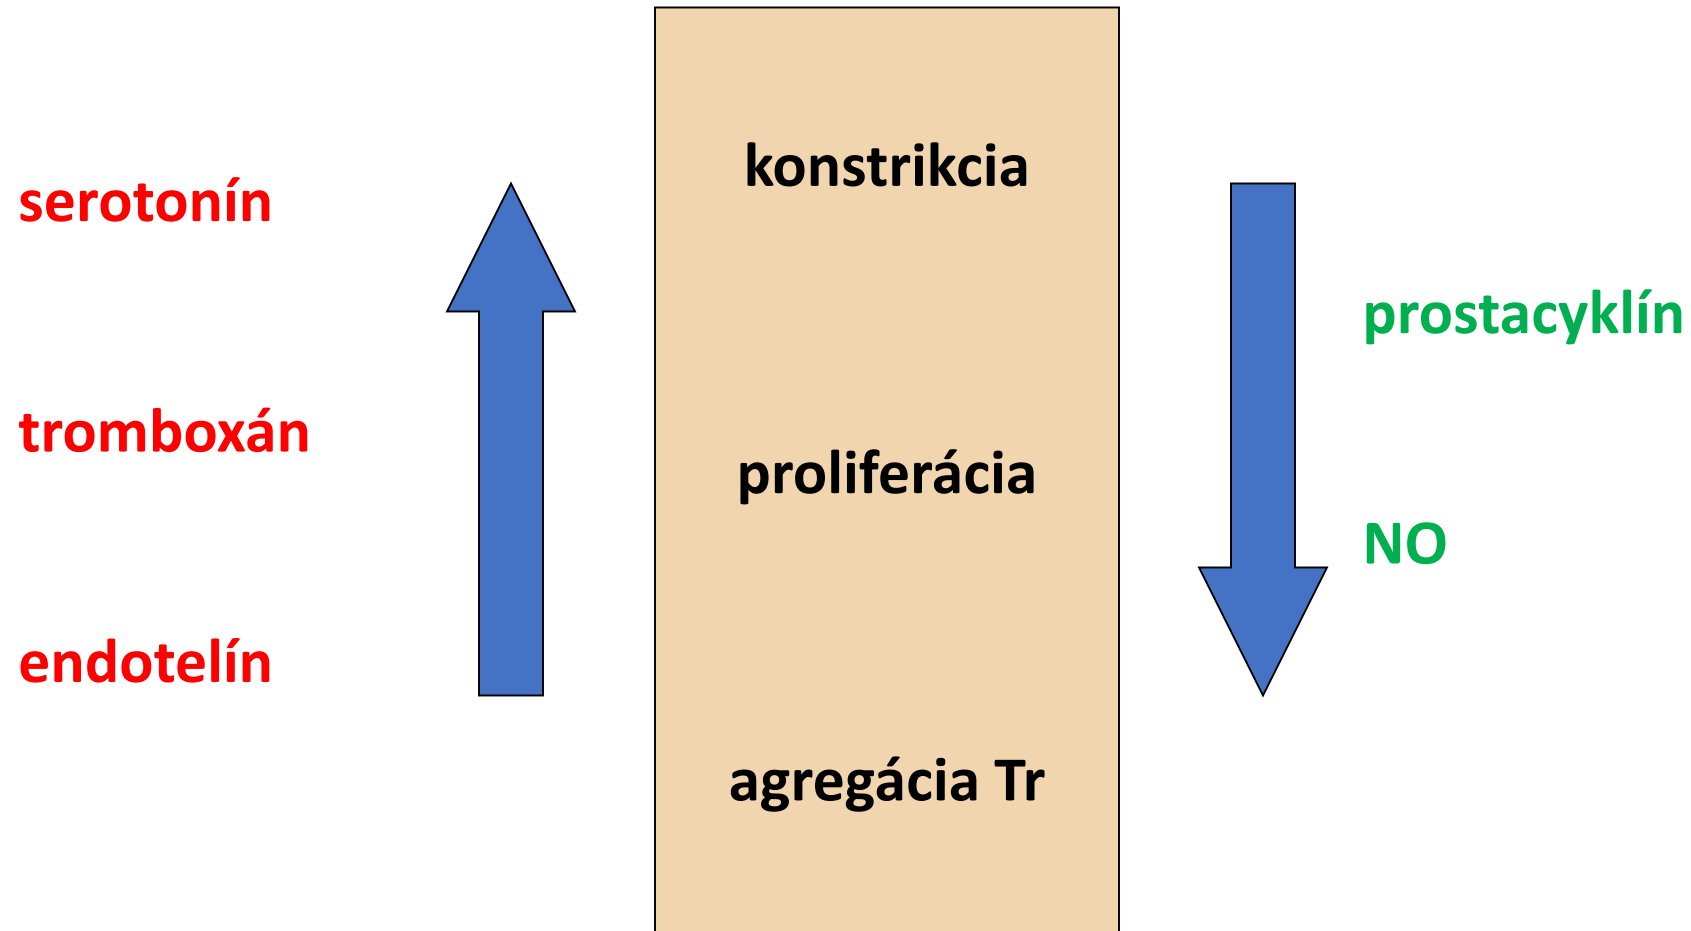 serotonín
tromboxán
endotelín
konstrikcia
proliferácia
agregácia Tr
prostacyklín
NO